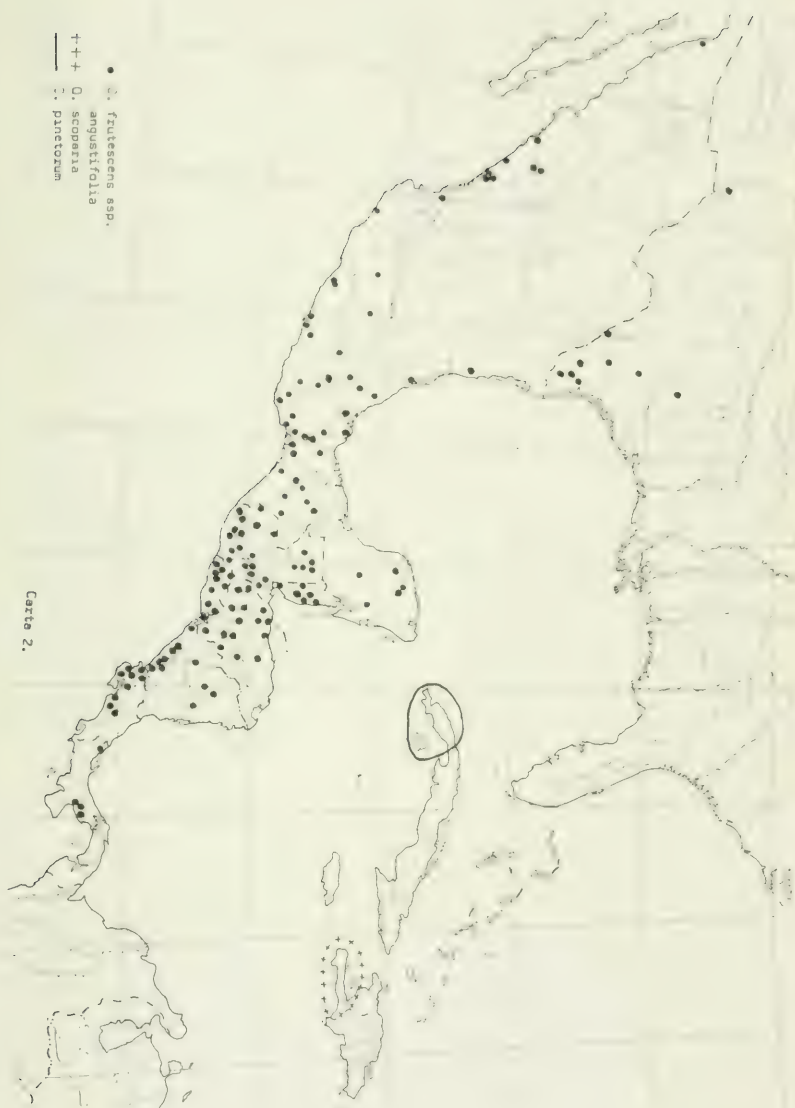 ● frutescens ssp.
angustifolia
+++ O. scoparia
pinetorum
Carte 2.